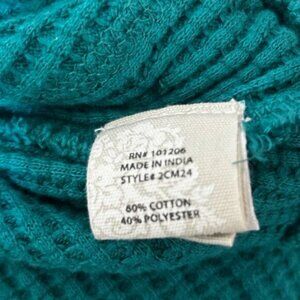 RN# 101206
MADE IN INDIA
STYLE# 2CM24
60% COTTON
40% POLYESTER